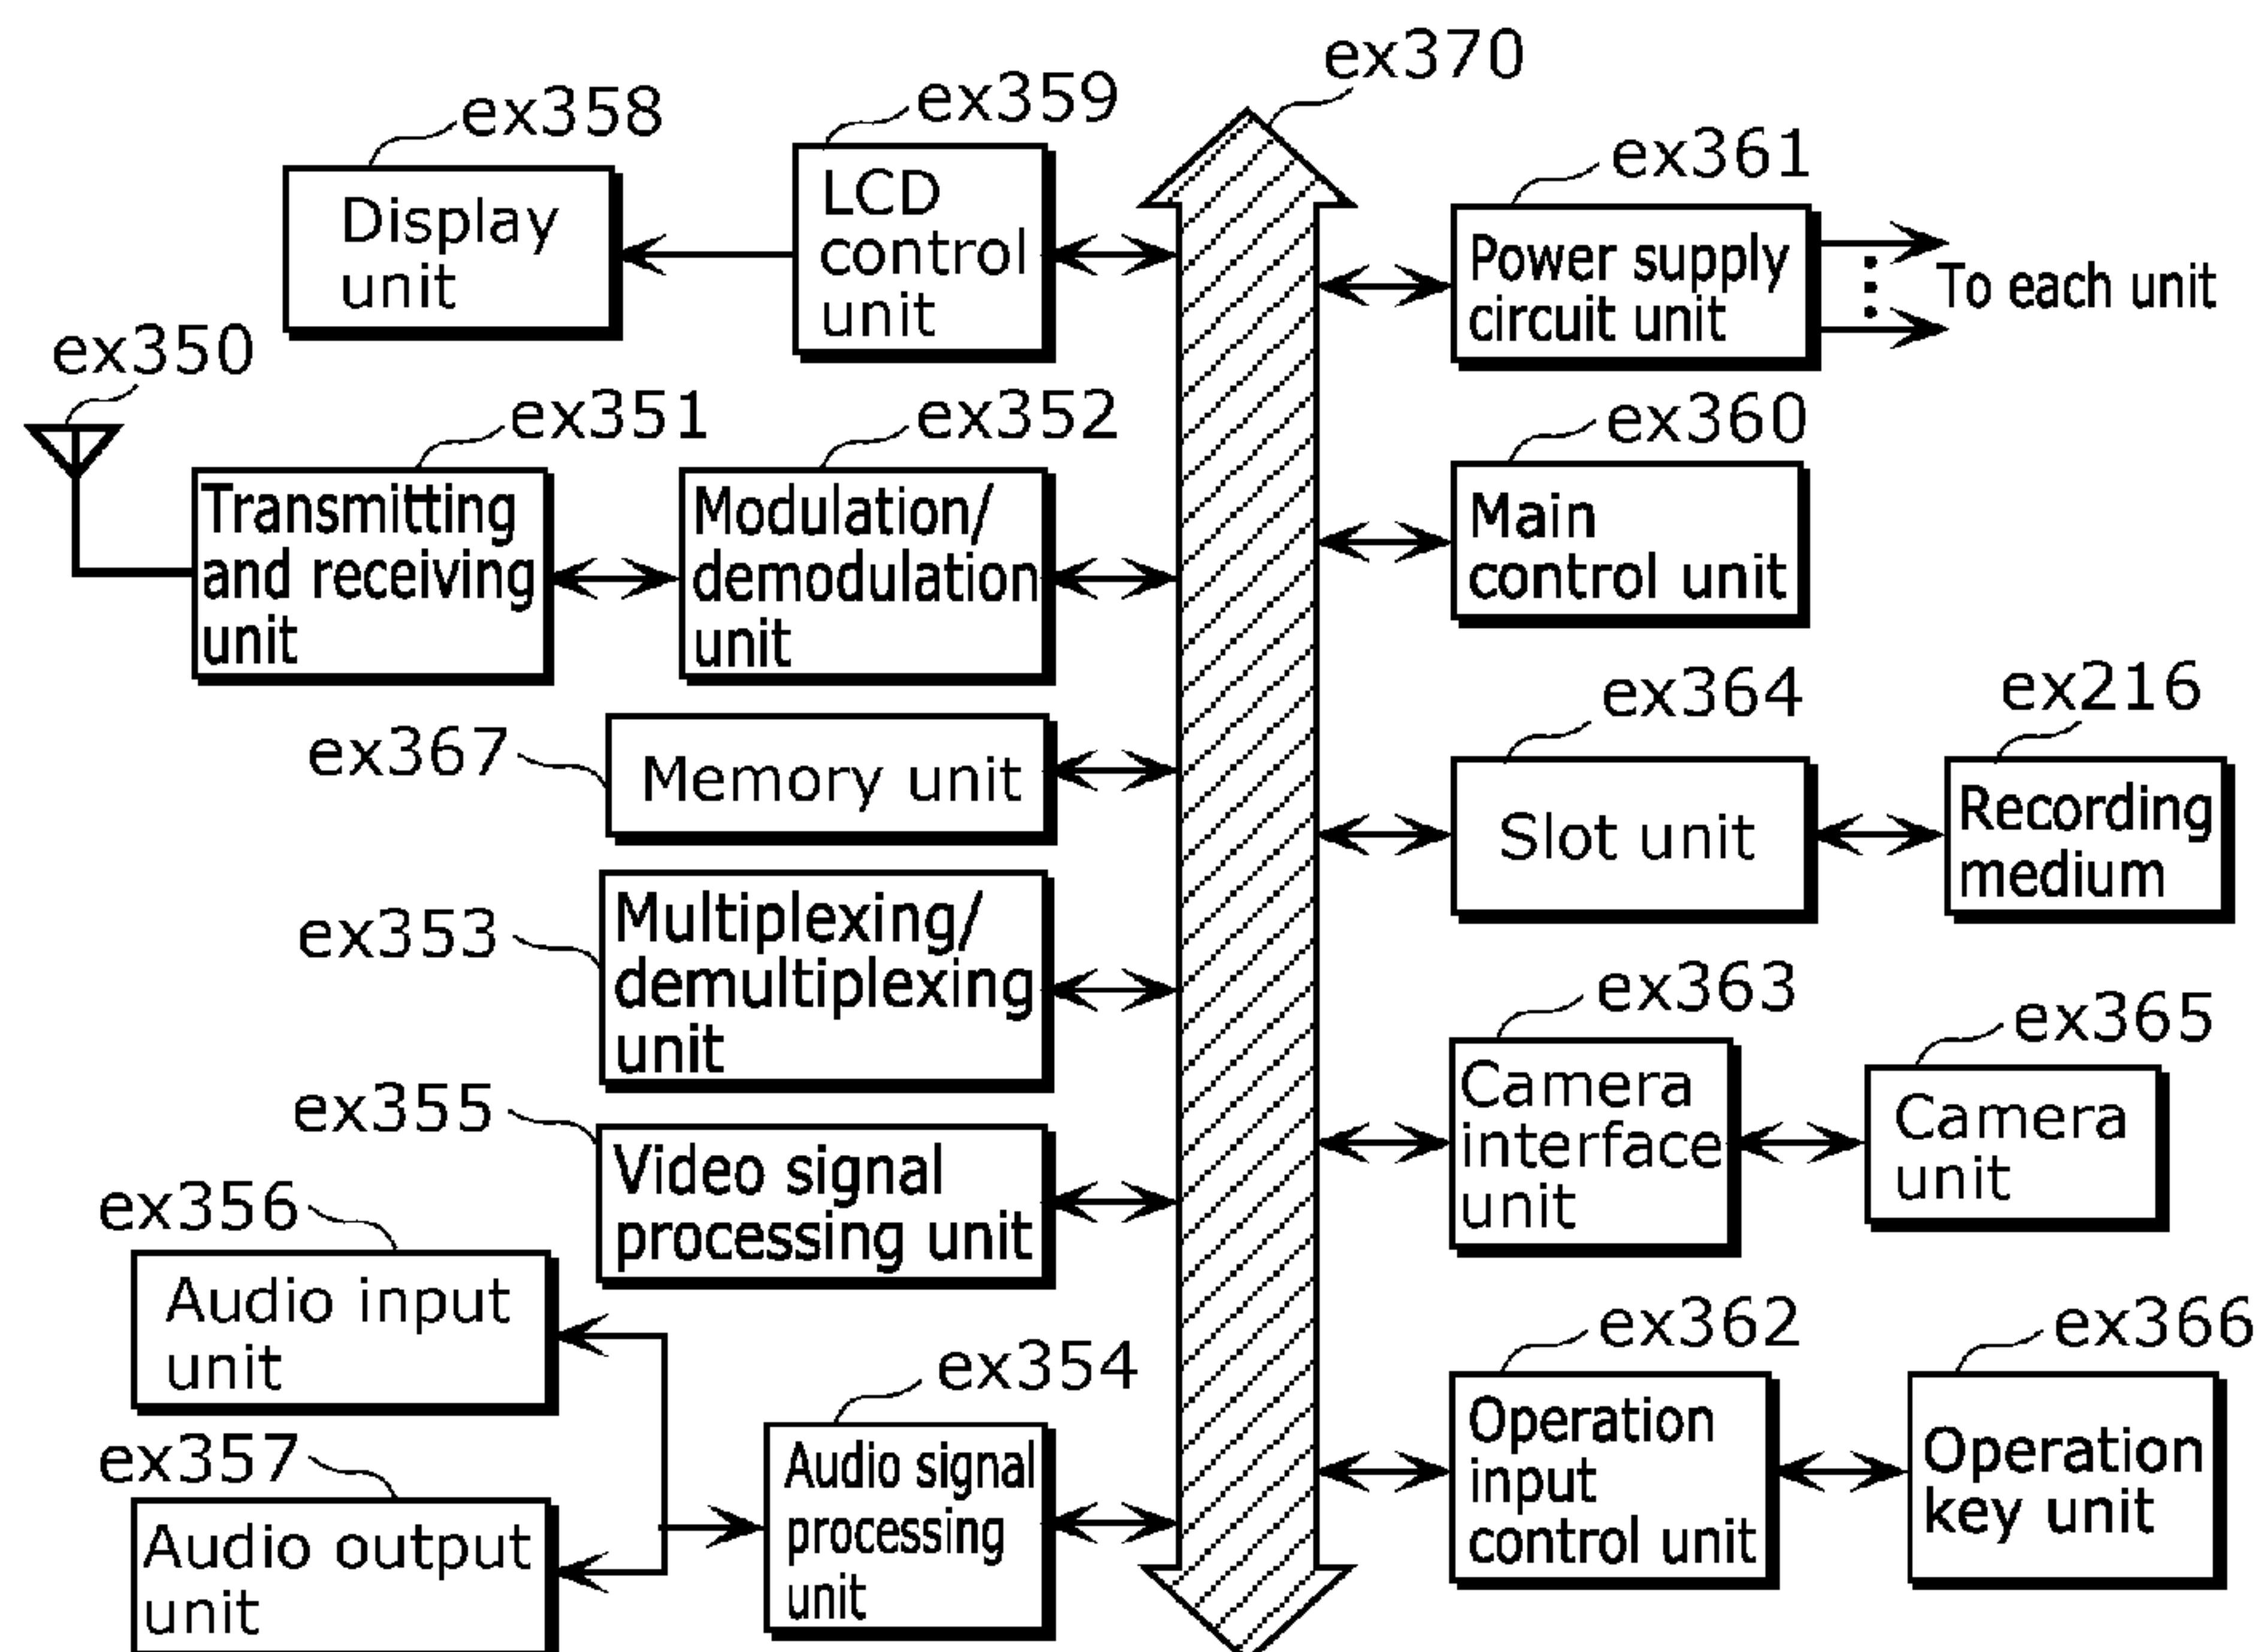 ex370
ex358
ex359
ex361
Display
unit
LCD
control
unit
Power supply
circuit unit
To each unit
ex350
ex351
ex352
ex360
Transmitting
and receiving
unit
Modulation/
demodulation
unit
Main
control unit
ex367
Memory unit
ex364
ex216
Slot unit
Recording
medium
ex353
Multiplexing/
demultiplexing
unit
ex363
ex365
Camera
interface
unit
Camera
unit
ex355
Video signal
processing unit
ex356
Audio input
unit
ex354
ex362
ex366
ex357
Audio output
unit
Audio signal
processing
unit
Operation
input
control unit
Operation
key unit